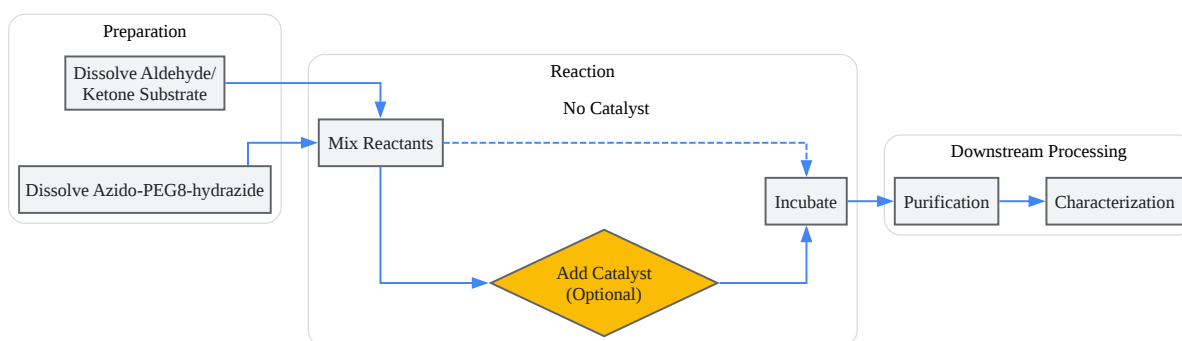 Preparation
Dissolve Aldehyde/
Ketone Substrate
Dissolve Azido-PEG8-hydrazide
Reaction
No Catalyst
Mix Reactants
Add Catalyst
(Optional)
Incubate
Downstream Processing
Purification
Characterization